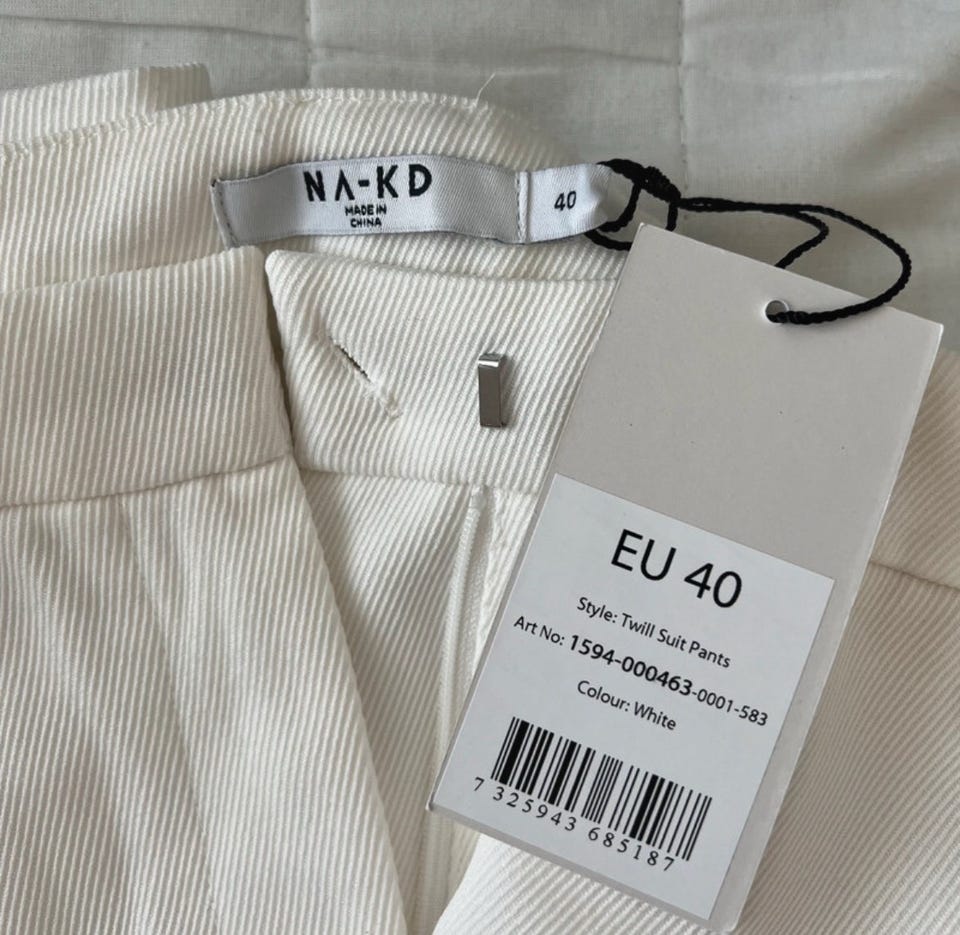 NA-KD
MADE IN
CHINA
40
EU 40
Style: Twill Suit Pants
Art No: 1594-000463-0001-583
Colour: White
7 325943 685187